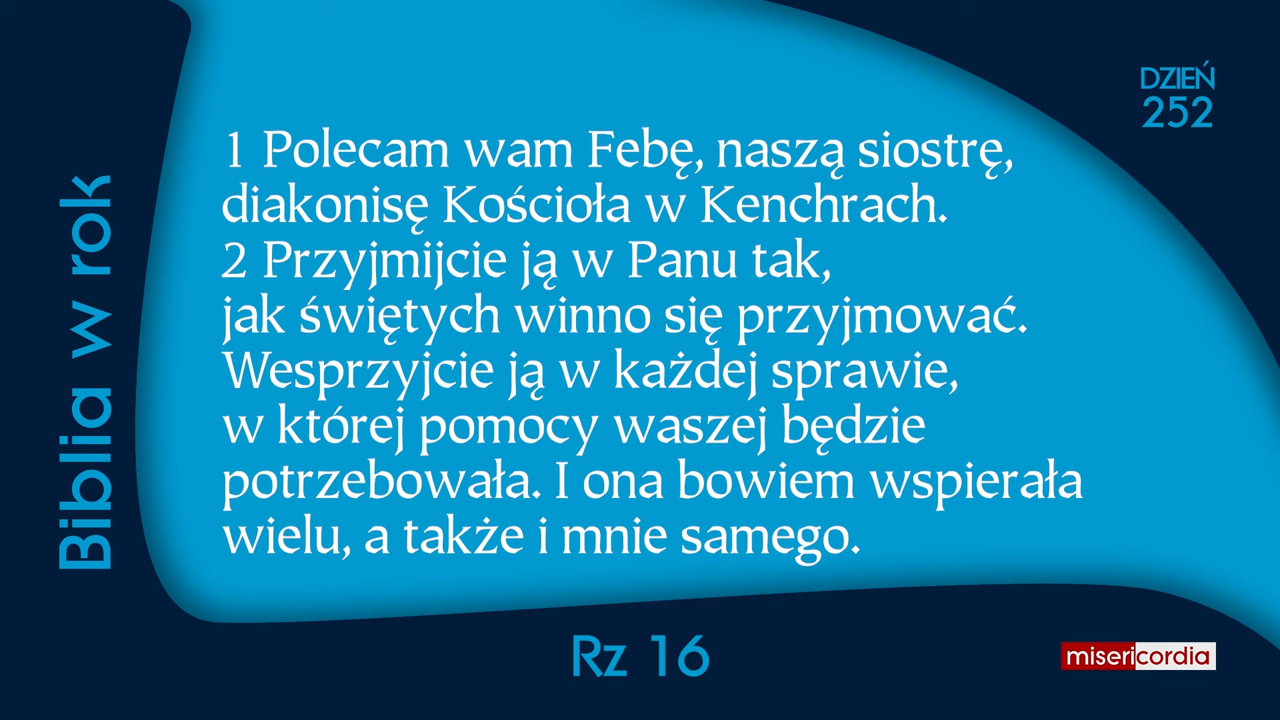 DZIEŃ
252
Biblia w rok
1 Polecam wam Febę, naszą siostrę,
diakonisę Kościoła w Kenchrach.
2 Przyjmijcie ją w Panu tak,
jak świętych winno się przyjmować.
Wesprzyjcie ją w każdej sprawie,
w której pomocy waszej będzie
potrzebowała. I ona bowiem wspierała
wielu, a także i mnie samego.
Rz 16
misericordia